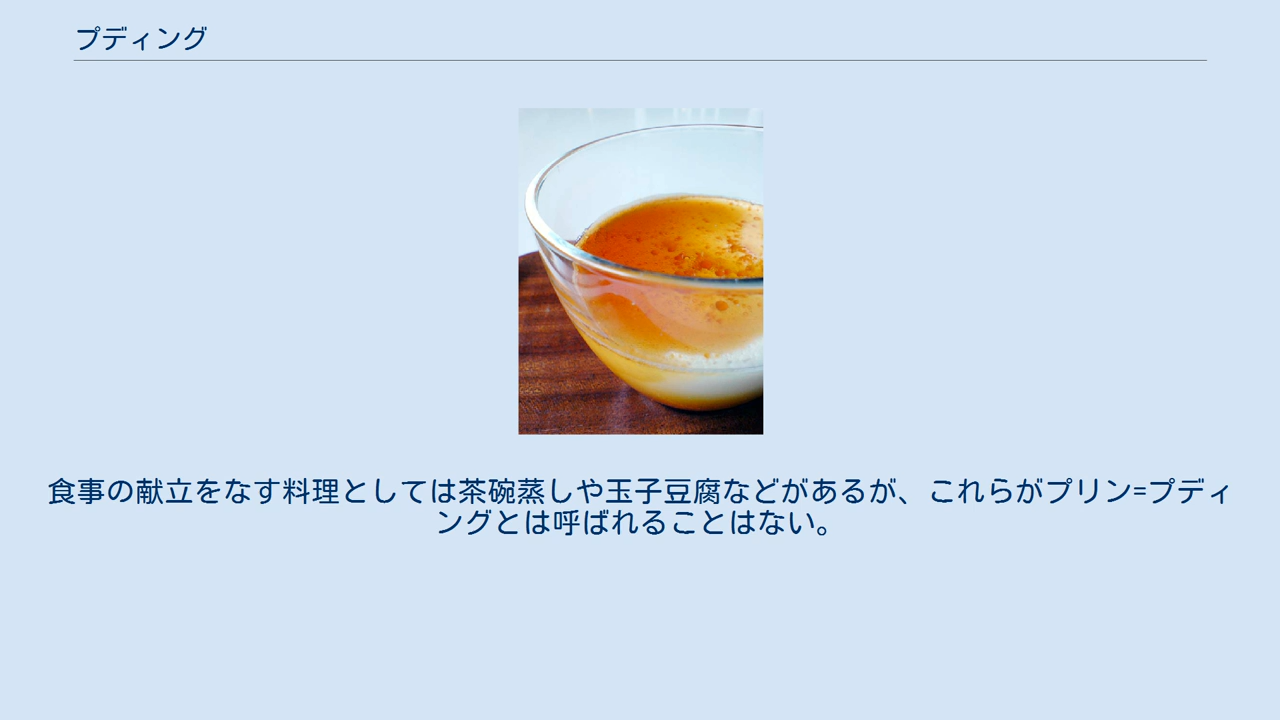 プディング
食事の献立をなす料理としては茶碗蒸しや玉子豆腐などがあるが、これらがプリン=プディ
ングとは呼ばれることはない。